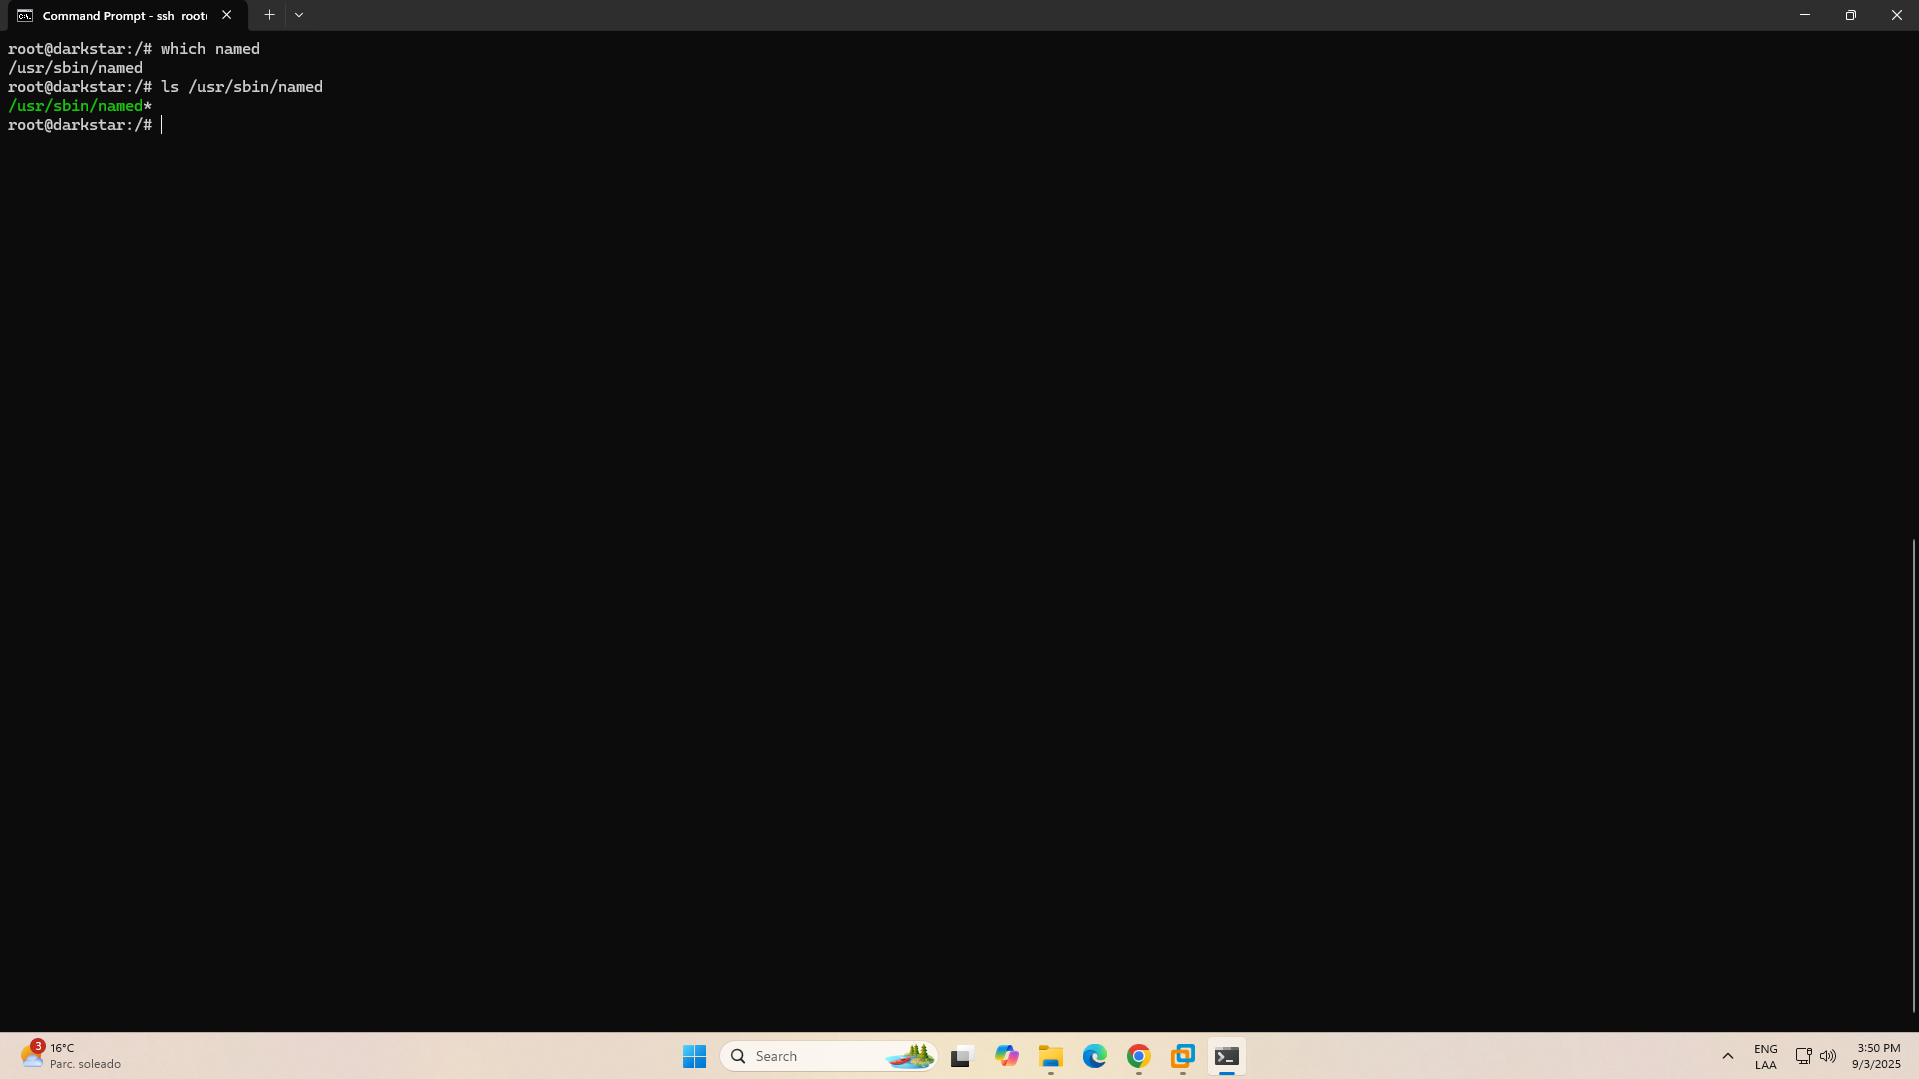 Command Prompt - ssh root
root@darkstar:/# which named
/usr/sbin/named
root@darkstar:/# ls /usr/sbin/named
/usr/sbin/named*
root@darkstar:/#
3
16°C
Parc. soleado
Search
ENG
LAA
3:50 PM
9/3/2025